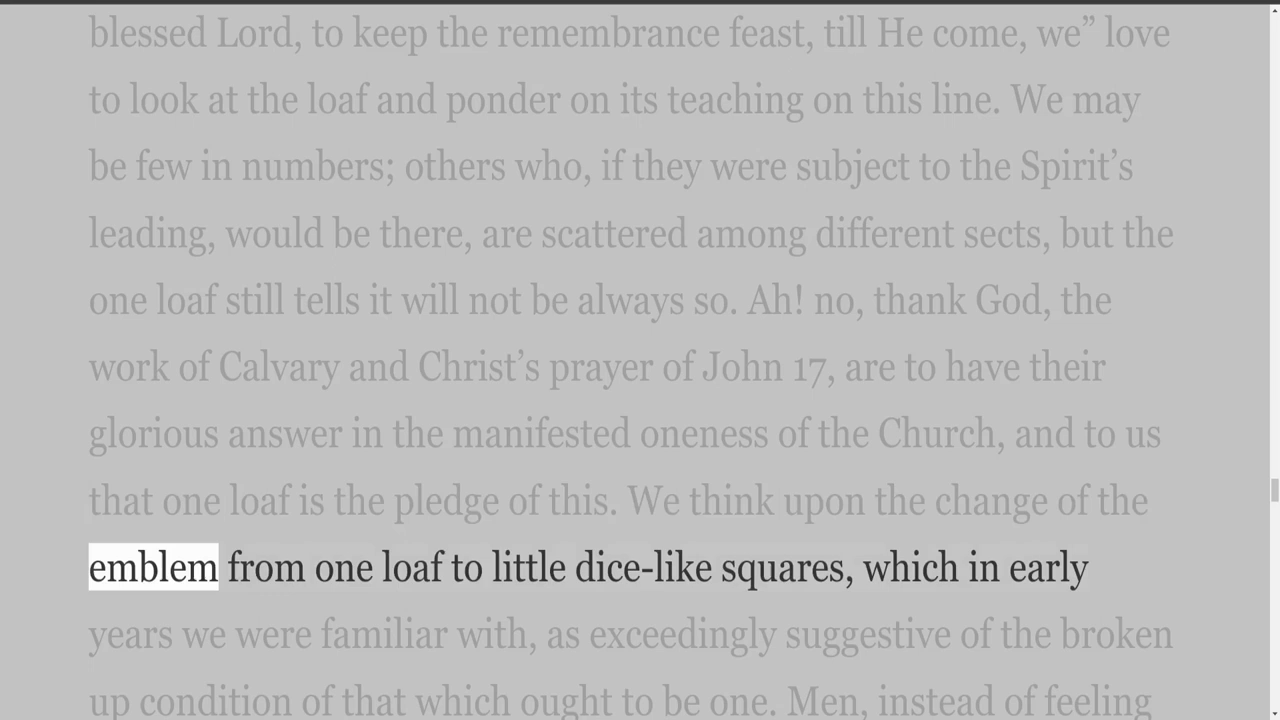 blessed Lord, to keep the remembrance feast, till He come, we” love
to look at the loaf and ponder on its teaching on this line. We may
be few in numbers; others who, if they were subject to the Spirit’s
leading, would be there, are scattered among different sects, but the
one loaf still tells it will not be always so. Ah! no, thank God, the
work of Calvary and Christ’s prayer of John 17, are to have their
glorious answer in the manifested oneness of the Church, and to us
that one loaf is the pledge of this. We think upon the change of the
emblem from one loaf to little dice-like squares, which in early
years we were familiar with, as exceedingly suggestive of the broken
up condition of that which ought to be one. Men, instead of feeling